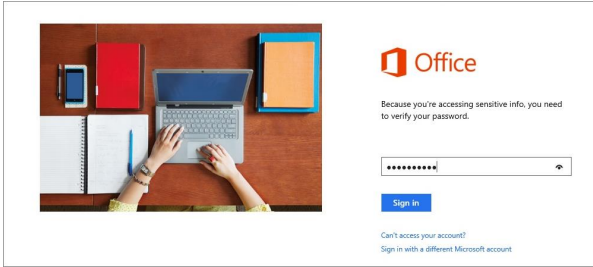 Office
Because you're accessing sensitive info, you need
to verify your password.
Sign in
Can't access your account?
Sign in with a different Microsoft account